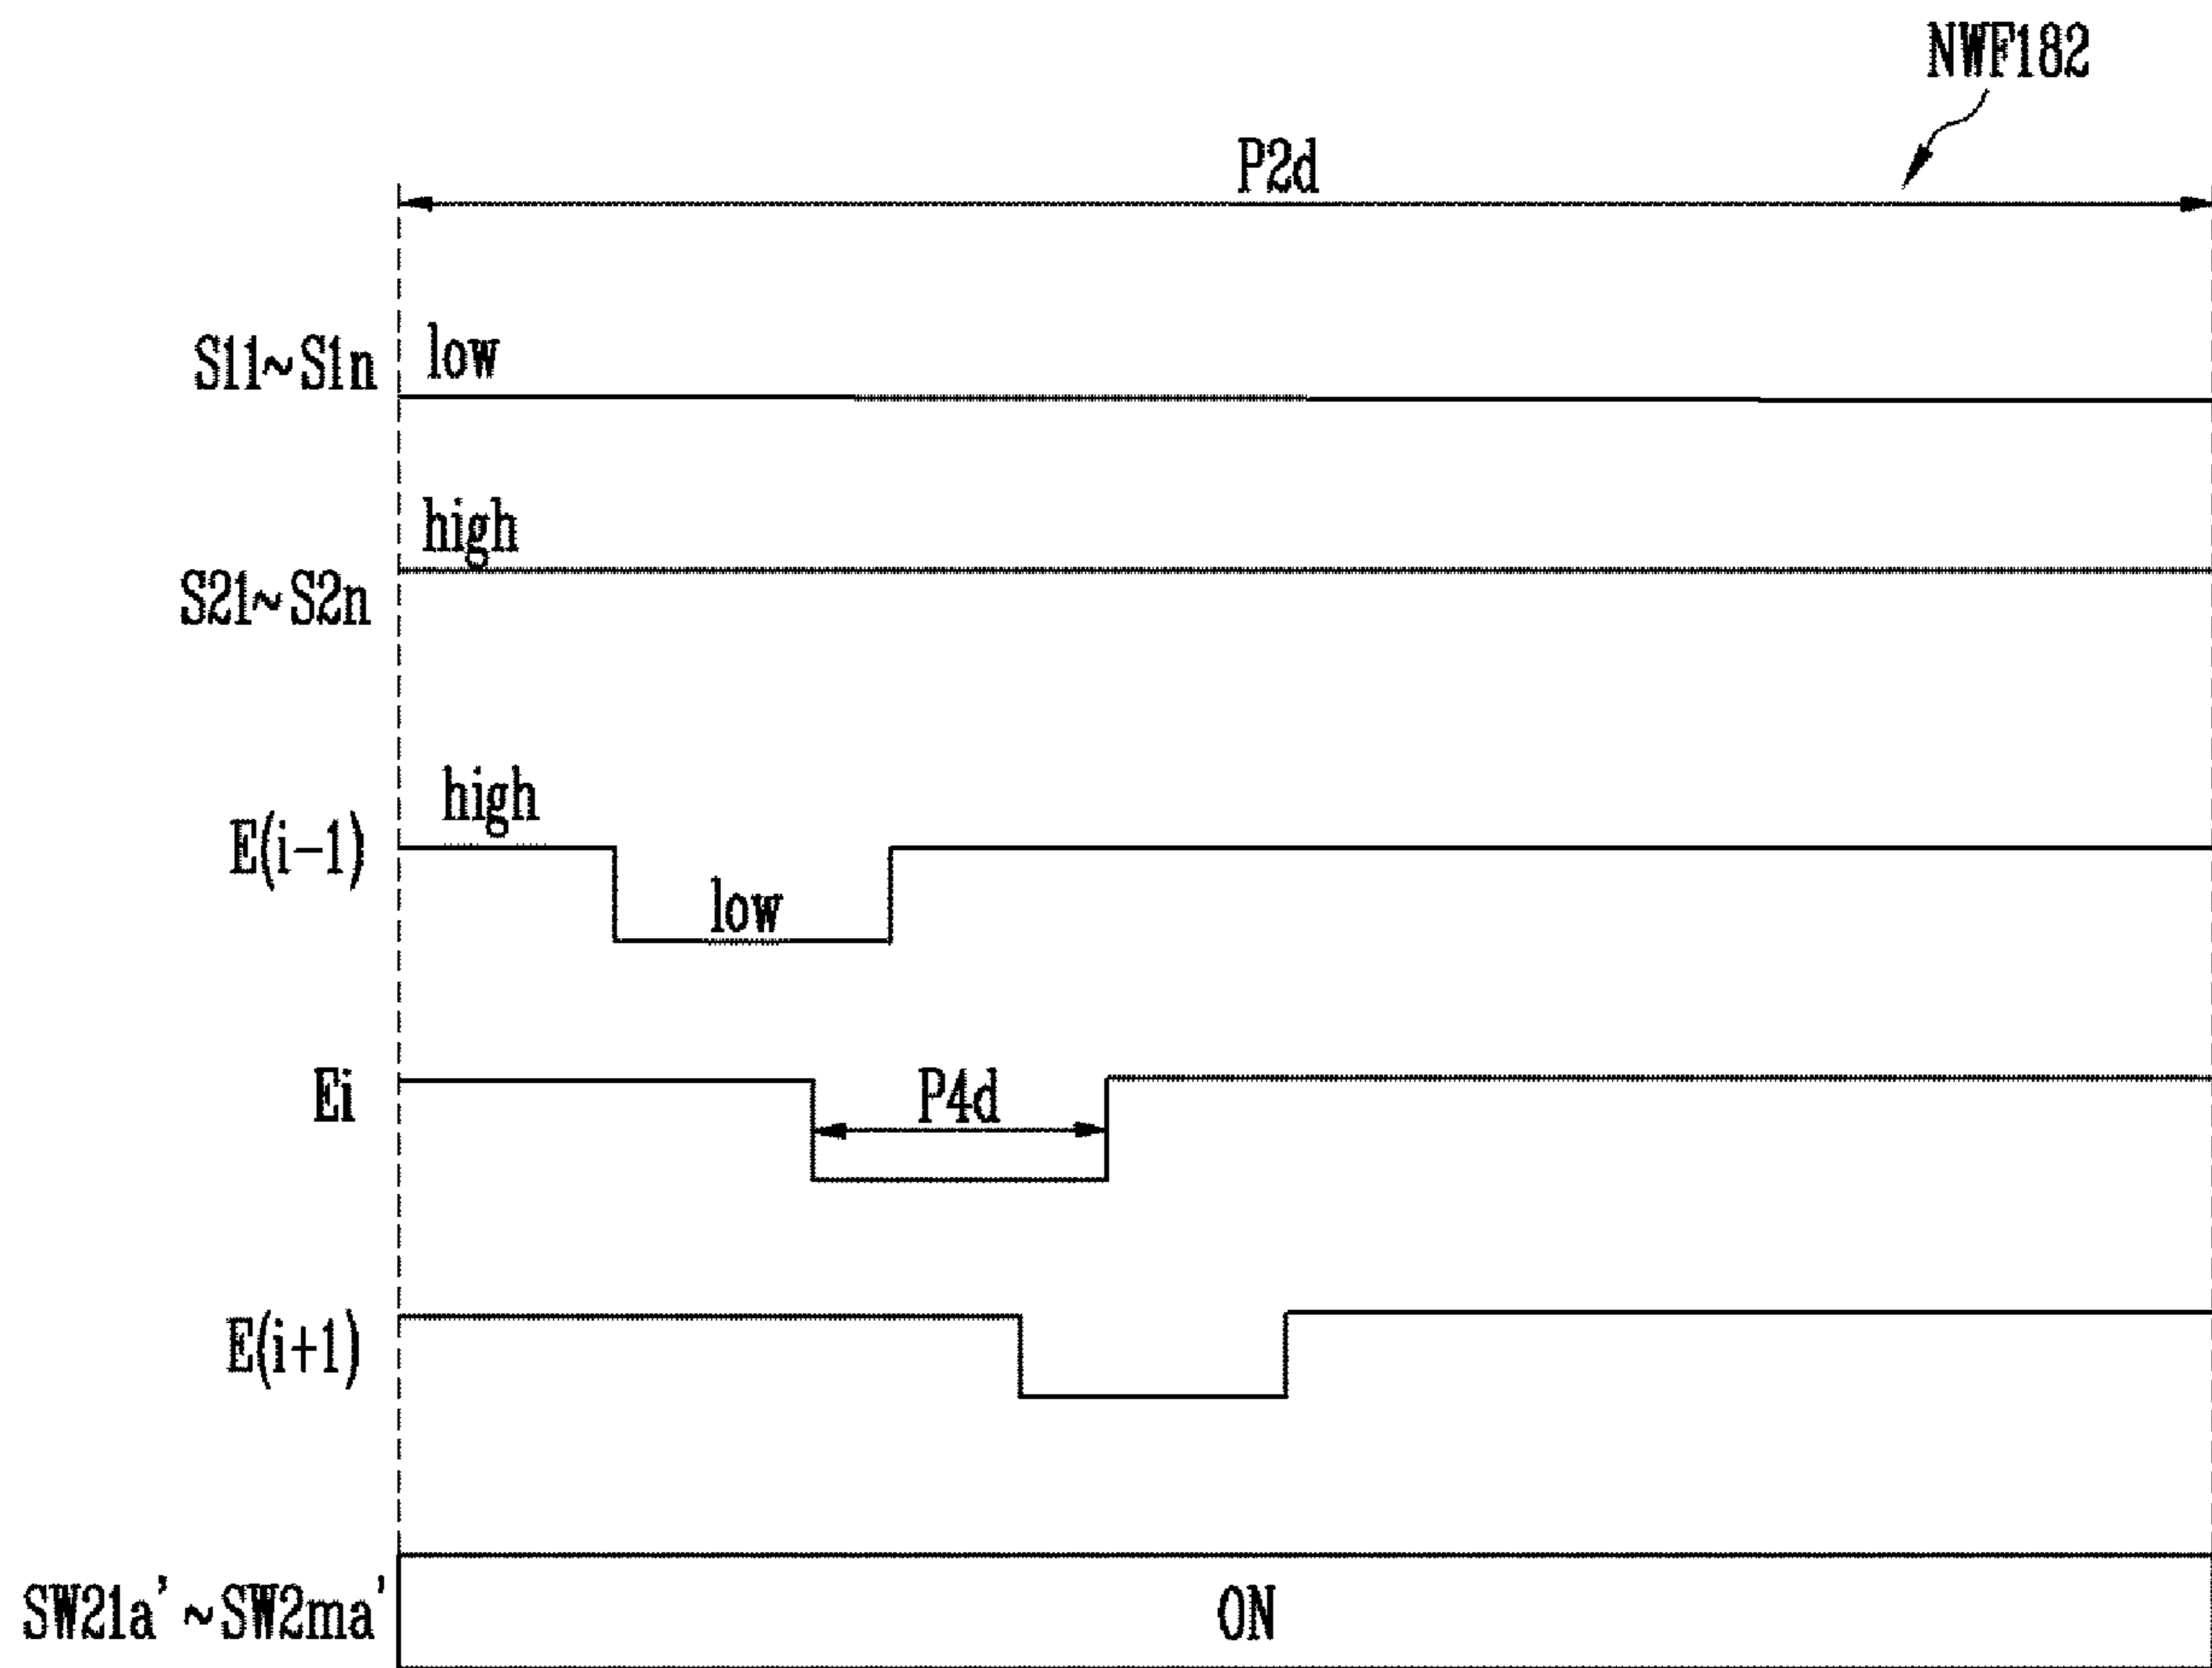 NWF182
P2d
S11~S1n low
high
S21~S2n
high
E(i-1)
low
Ei P4d
E(i+1)
SW21a'~SW2ma' ON